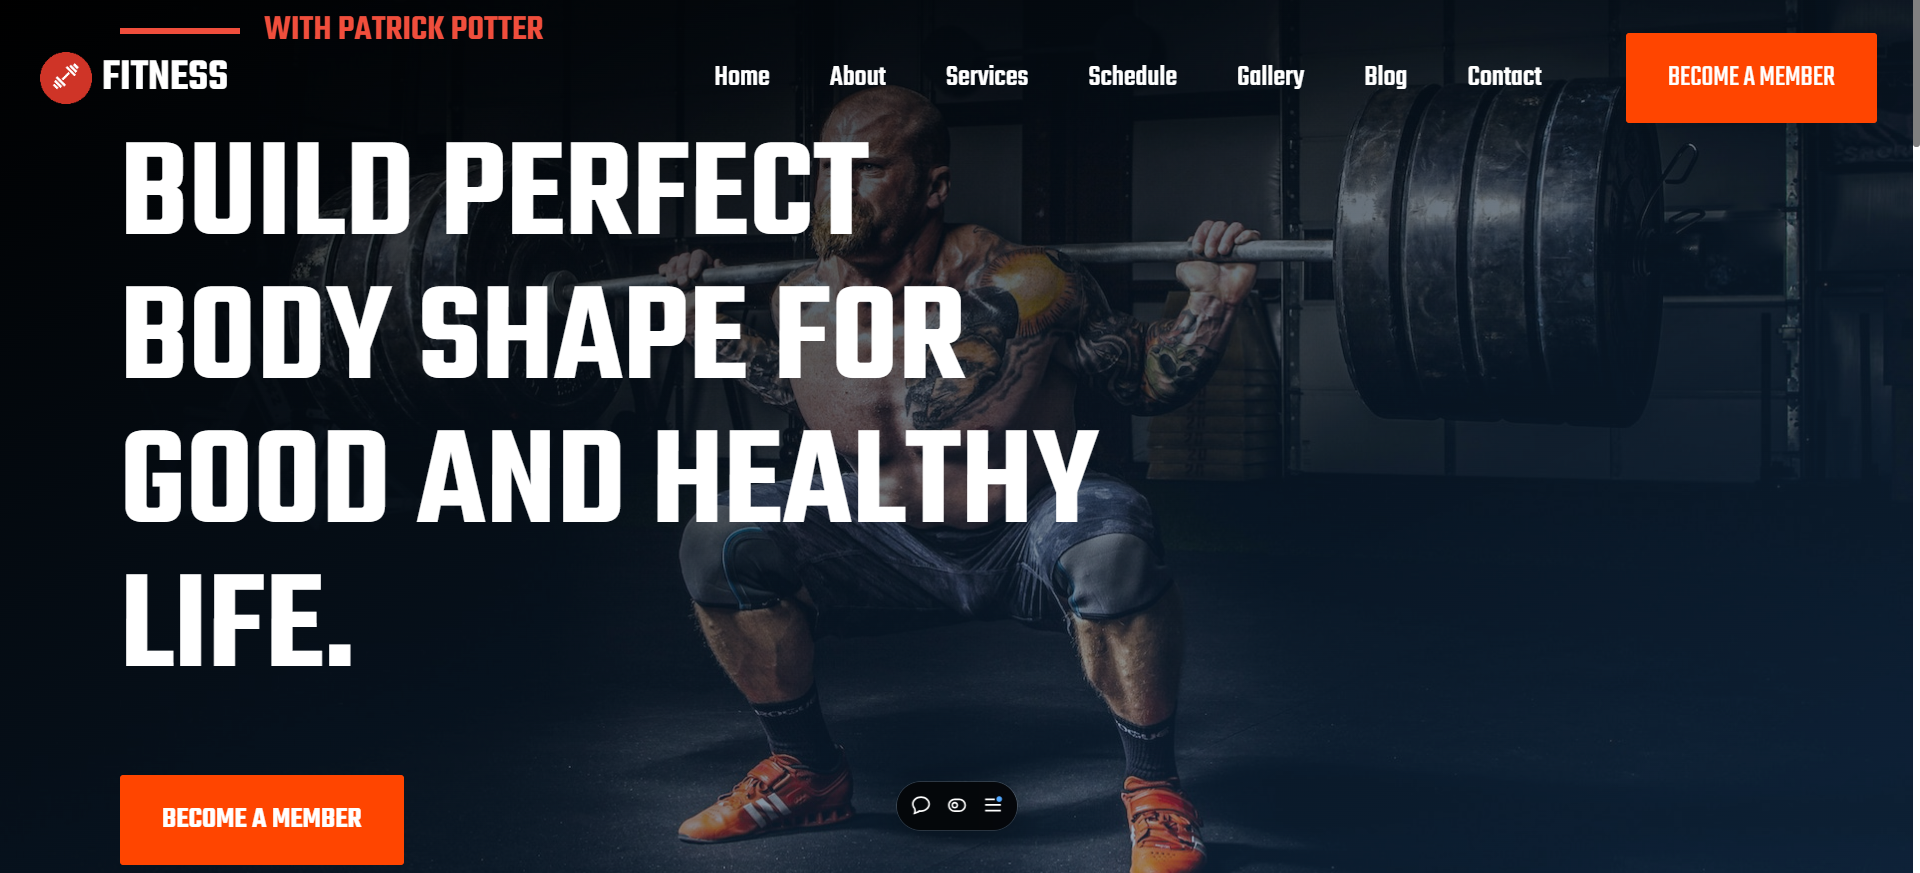 WITH PATRICK POTTER
FITNESS
Home About Services Schedule Gallery Blog Contact BECOME A MEMBER
BUILD PERFECT
BODY SHAPE FOR
GOOD AND HEALTHY
LIFE.
ROGUE
BECOME A MEMBER